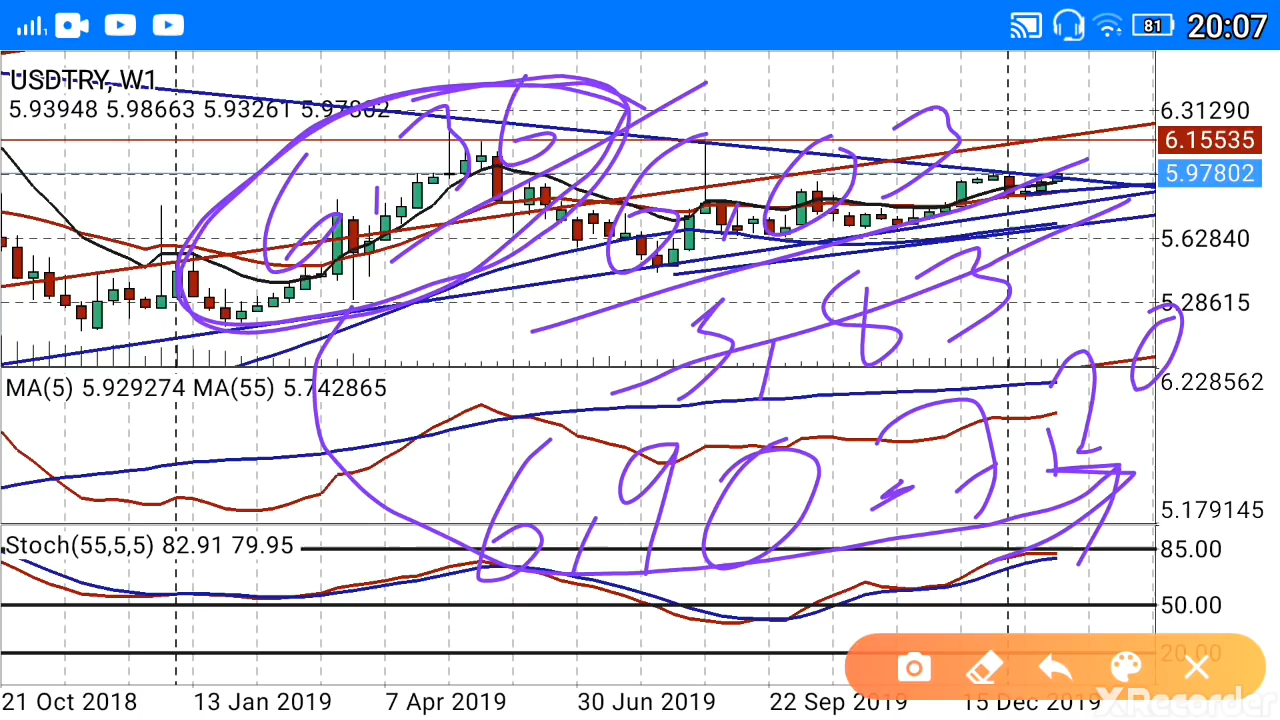 81 20:07
USDTRY, W1
5.93948 5.98663 5.93261 5.97802
6.31290
6.15535
5.97802
5.62840
5.28615
MA(5) 5.929274 MA(55) 5.742865
6.228562
6,90 - 7
5.179145
Stoch(55,5,5) 82.91 79.95
85.00
50.00
20.00
21 Oct 2018 13 Jan 2019 7 Apr 2019 30 Jun 2019 22 Sep 2019 15 Dec 2019
XRecorder